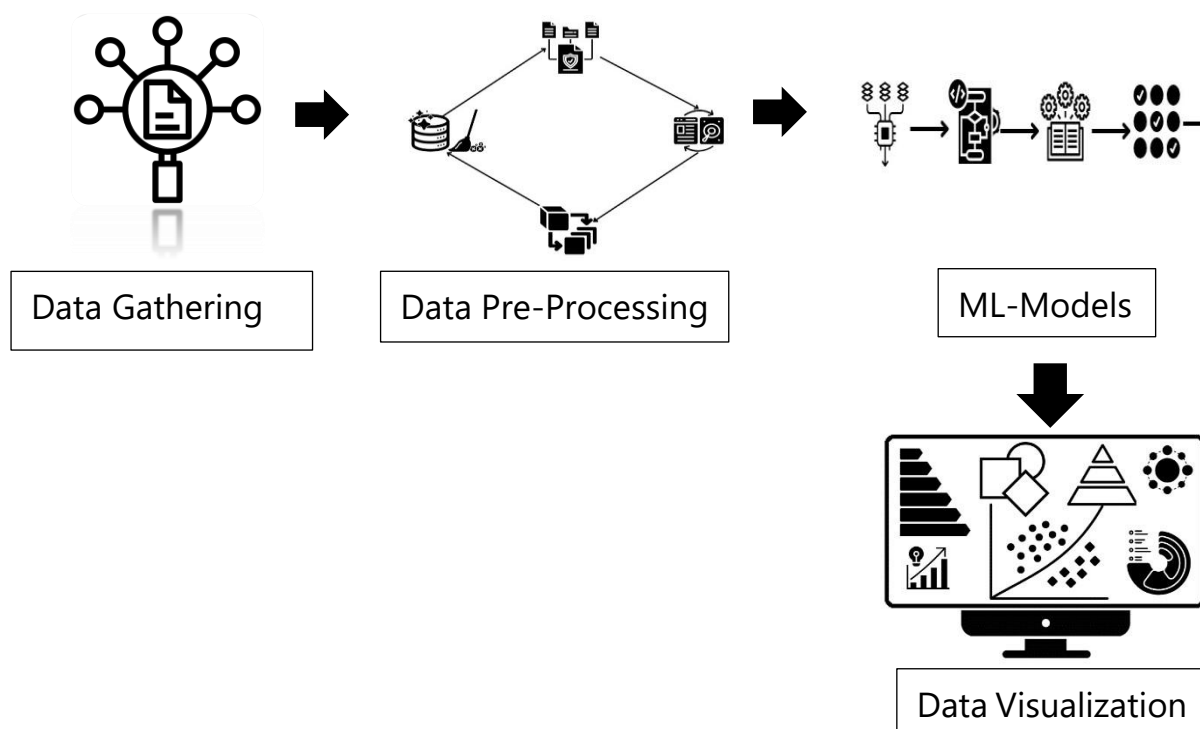 Data Gathering
Data Pre-Processing
ML-Models
Data Visualization